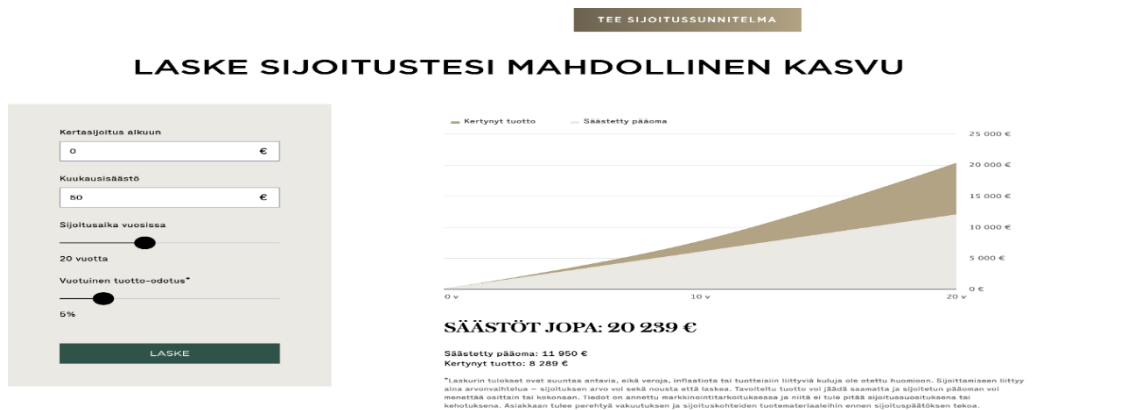 TEE SIJOITUSSUNNITELMA
LASKE SIJOITUSTESI MAHDOLLINEN KASVU
Kertasijoitus alkuun
0 €
Kuukausisäästö
50 €
Sijoitusaika vuosissa
20 vuotta
Vuotuinen tuotto-odotus*
5%
LASKE
Kertynyt tuotto Säästetty pääoma
25 000 €
20 000 €
15 000 €
10 000 €
5 000 €
0 €
0 v 10 v 20 v
SÄÄSTÖT JOPA: 20 239 €
Säästetty pääoma: 11 950 €
Kertynyt tuotto: 8 289 €
*Laskurin tulokset ovat suuntaa antavia, eikä veroja, inflaatiota tai tuotteisiin liittyviä kuluja ole otettu huomioon. Sijoittamiseen liittyy
aina arvonvaihtelua – sijoituksen arvo voi sekä nousta että laskea. Tavoiteltu tuotto voi jäädä saamatta ja sijoitetun pääoman voi
menettää osittain tai kokonaan. Tiedot on annettu markkinointitarkoituksessa ja niitä ei tule pitää sijoitussuosituksena tai
kehotuksena. Asiakkaan tulee perehtyä vakuutuksen ja sijoituskohteiden tuotemateriaaleihin ennen sijoituspäätöksen tekoa.